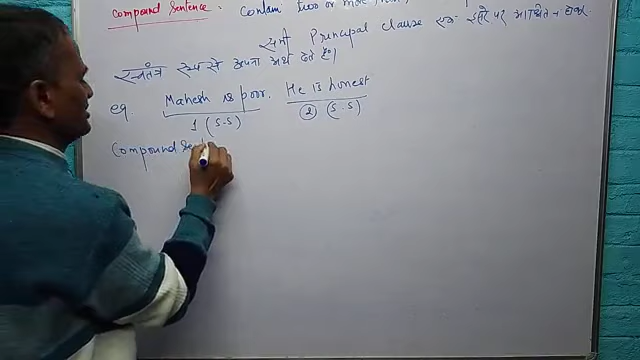 Compound Sentence : Contain two or more
सभी Principal clause एक दूसरे पर आश्रित न होकर
स्वतंत्र रूप से अपना अर्थ देते हैं।
eg. Mahesh is poor. He is honest
1 (S.S) 2 (S.S)
Compound Sen